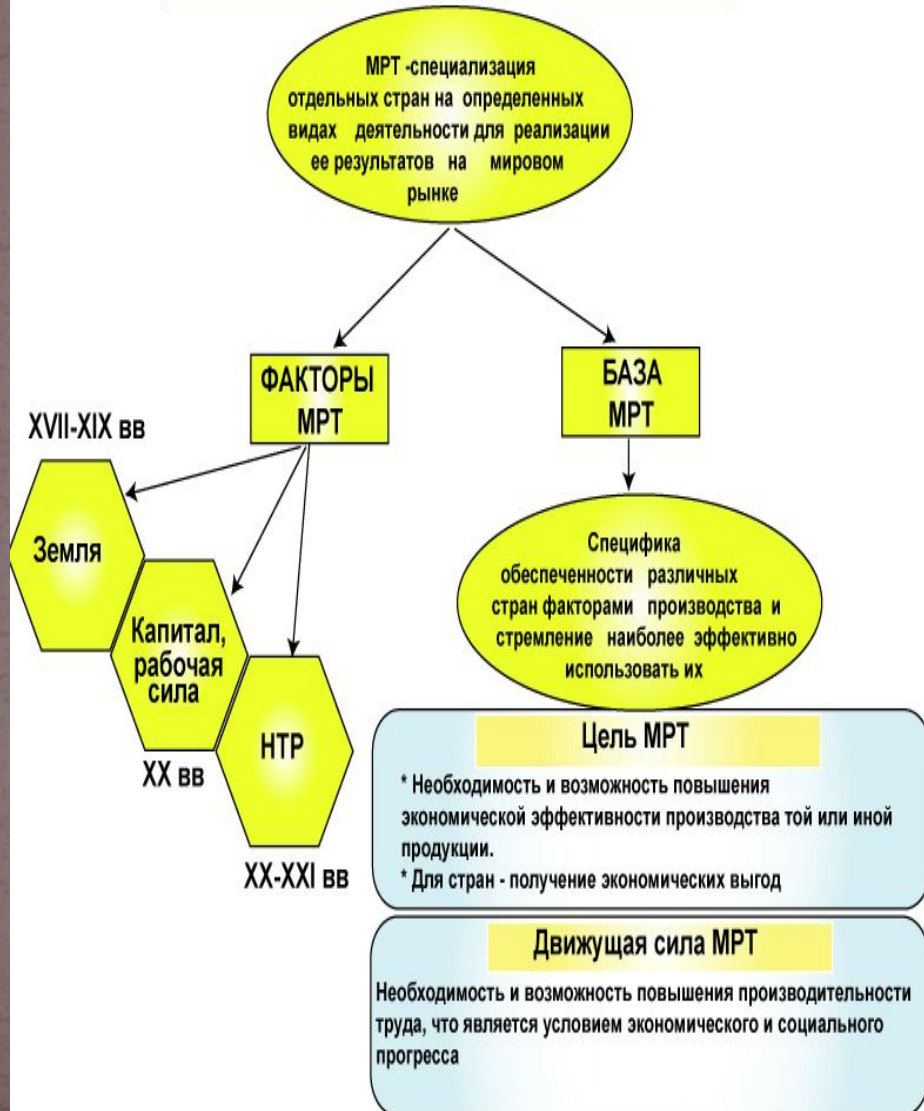 МРТ -специализация
отдельных стран на определенных
видах деятельности для реализации
ее результатов на мировом
рынке
ФАКТОРЫ
МРТ
БАЗА
МРТ
XVII-XIX вв
Земля
Капитал,
рабочая
сила
XX вв
НТР
XX-XXI вв
Специфика
обеспеченности различных
стран факторами производства и
стремление наиболее эффективно
использовать их
Цель МРТ
* Необходимость и возможность повышения
экономической эффективности производства той или иной
продукции.
* Для стран - получение экономических выгод
Движущая сила МРТ
Необходимость и возможность повышения производительности
труда, что является условием экономического и социального
прогресса